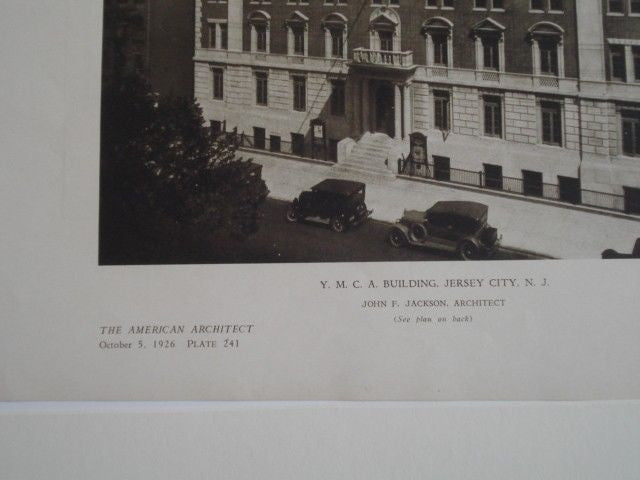 Y. M. C. A. BUILDING, JERSEY CITY, N. J.
JOHN F. JACKSON, ARCHITECT
(See plan on back)
THE AMERICAN ARCHITECT
October 5, 1926 PLATE 241